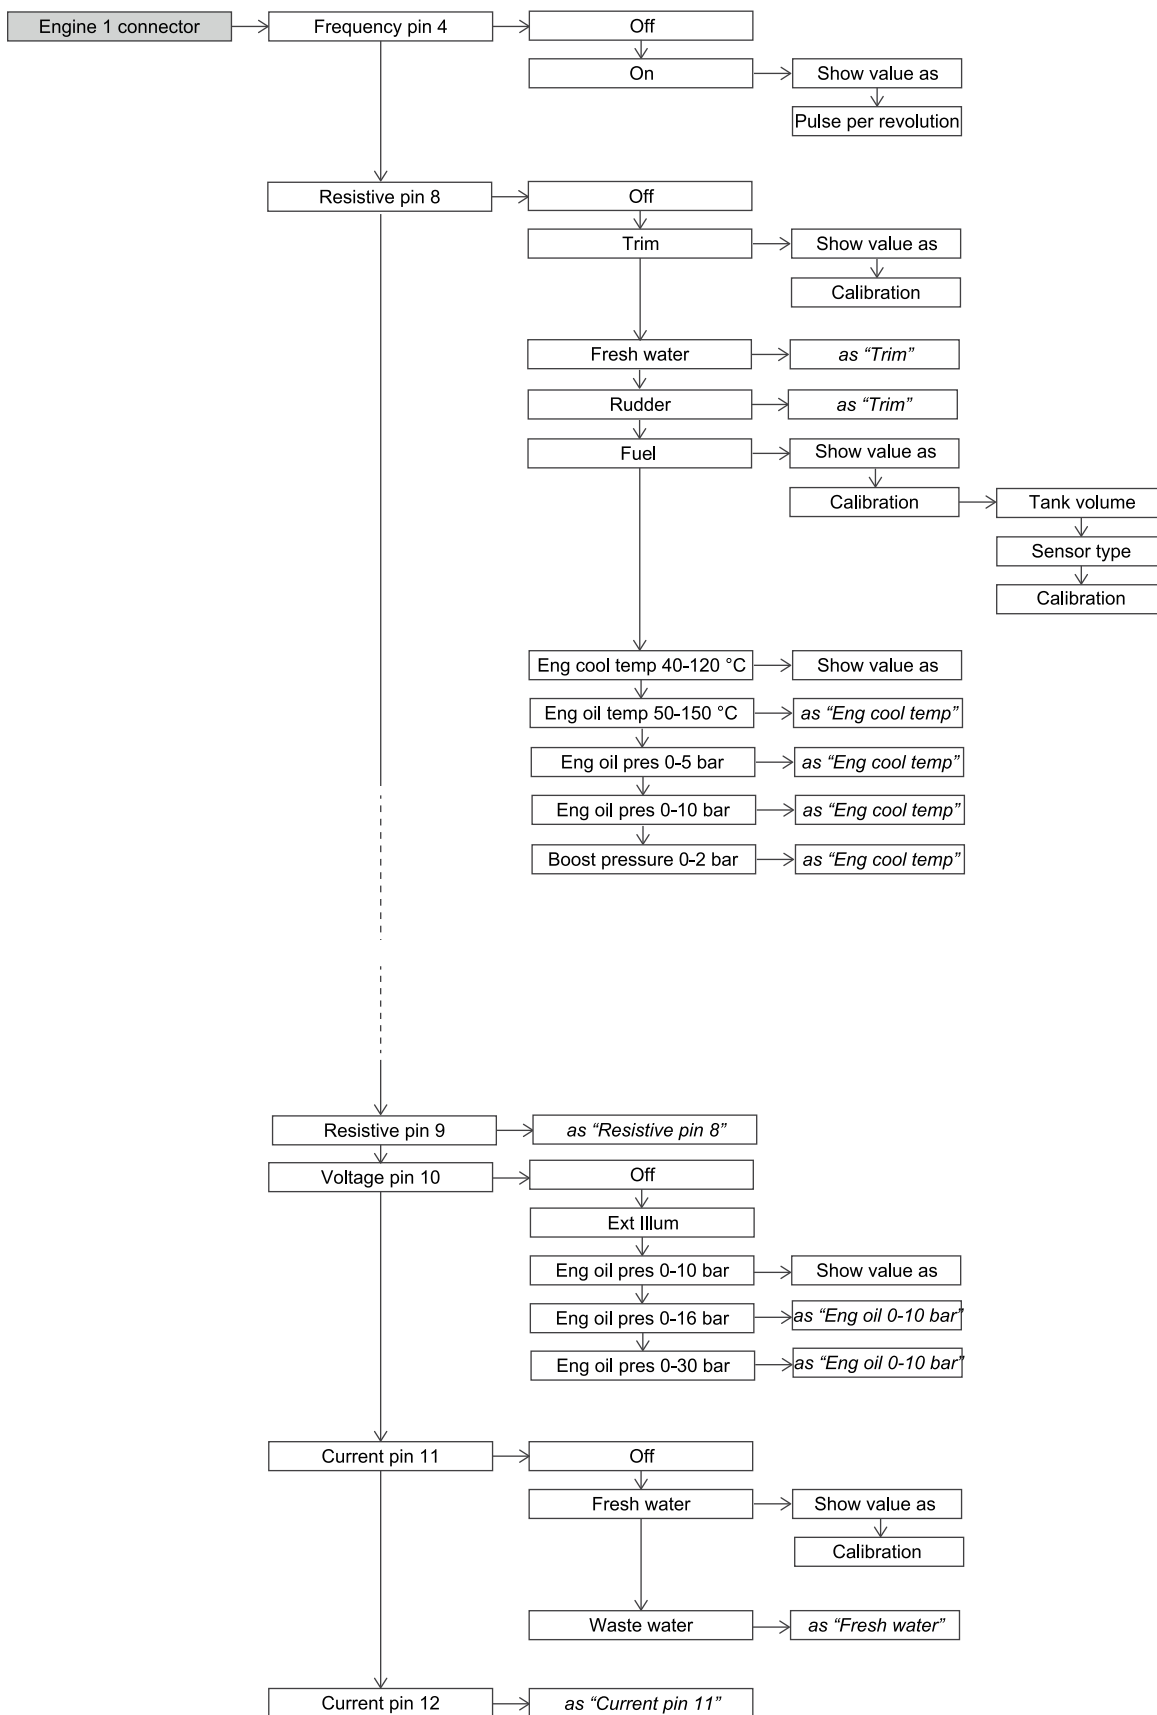 Engine 1 connector
Frequency pin 4
Off
On
Show value as
Pulse per revolution
Resistive pin 8
Off
Trim
Show value as
Calibration
Fresh water
as “Trim”
Rudder
as “Trim”
Fuel
Show value as
Calibration
Tank volume
Sensor type
Calibration
Eng cool temp 40-120 °C
Show value as
Eng oil temp 50-150 °C
as “Eng cool temp”
Eng oil pres 0-5 bar
as “Eng cool temp”
Eng oil pres 0-10 bar
as “Eng cool temp”
Boost pressure 0-2 bar
as “Eng cool temp”
Resistive pin 9
as “Resistive pin 8”
Voltage pin 10
Off
Ext Illum
Eng oil pres 0-10 bar
Show value as
Eng oil pres 0-16 bar
as “Eng oil 0-10 bar”
Eng oil pres 0-30 bar
as “Eng oil 0-10 bar”
Current pin 11
Off
Fresh water
Show value as
Calibration
Waste water
as “Fresh water”
Current pin 12
as “Current pin 11”